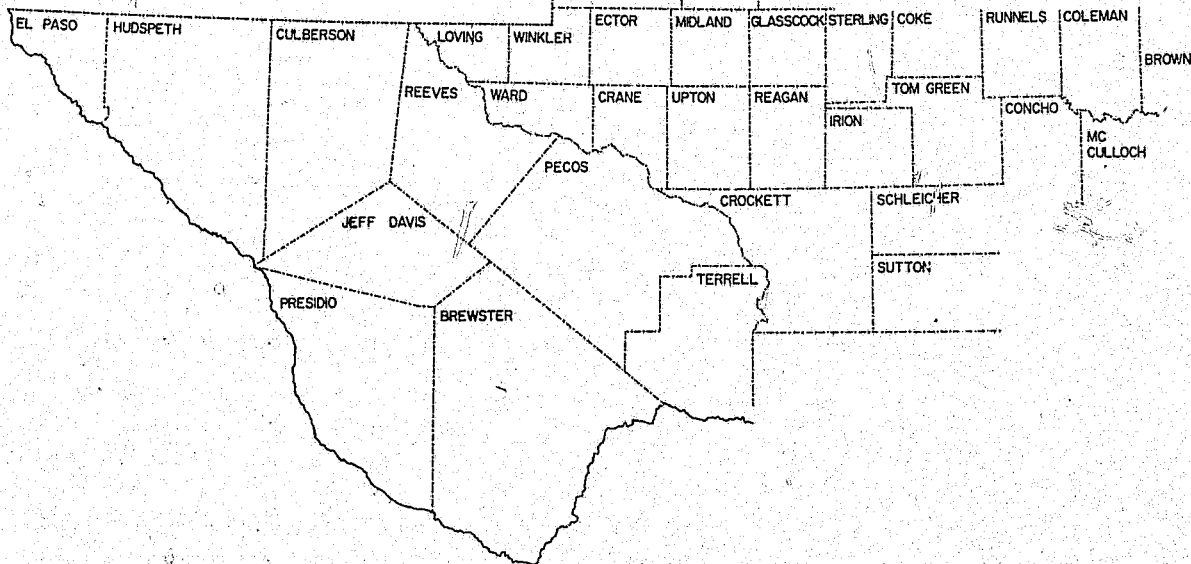 EL PASO
HUDSPETH
CULBERSON
LOVING
WINKLER
ECTOR
MIDLAND
GLASSCOCK
STERLING
COKE
RUNNELS
COLEMAN
BROWN
REEVES
WARD
CRANE
UPTON
REAGAN
IRION
TOM GREEN
CONCHO
MC
CULLOCH
PECOS
CROCKETT
SCHLEICHER
JEFF DAVIS
TERRELL
SUTTON
PRESIDIO
BREWSTER